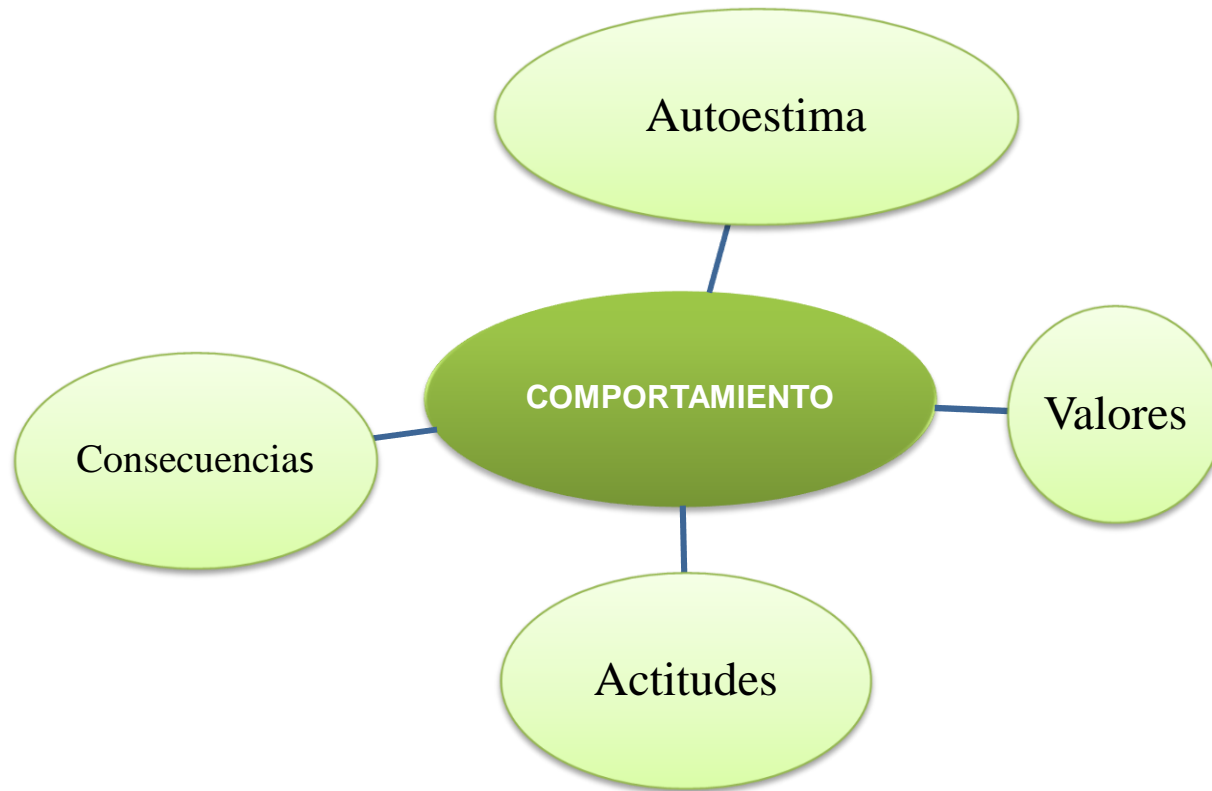 Autoestima
COMPORTAMIENTO
Valores
Consecuencias
Actitudes